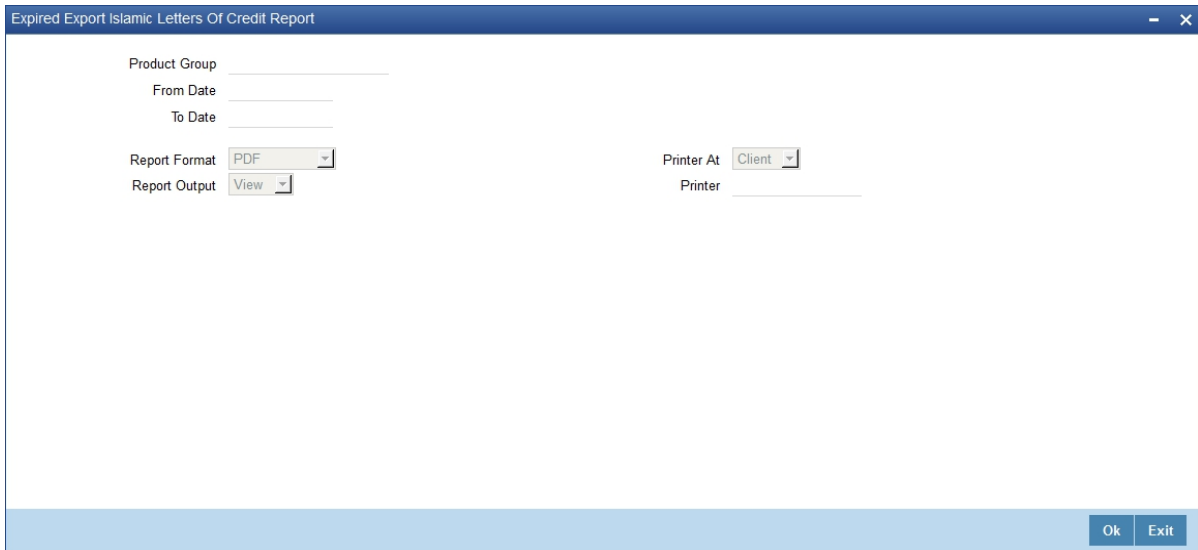 Expired Export Islamic Letters Of Credit Report
Product Group
From Date
To Date
Report Format PDF
Printer At Client
Report Output View
Printer
Ok Exit